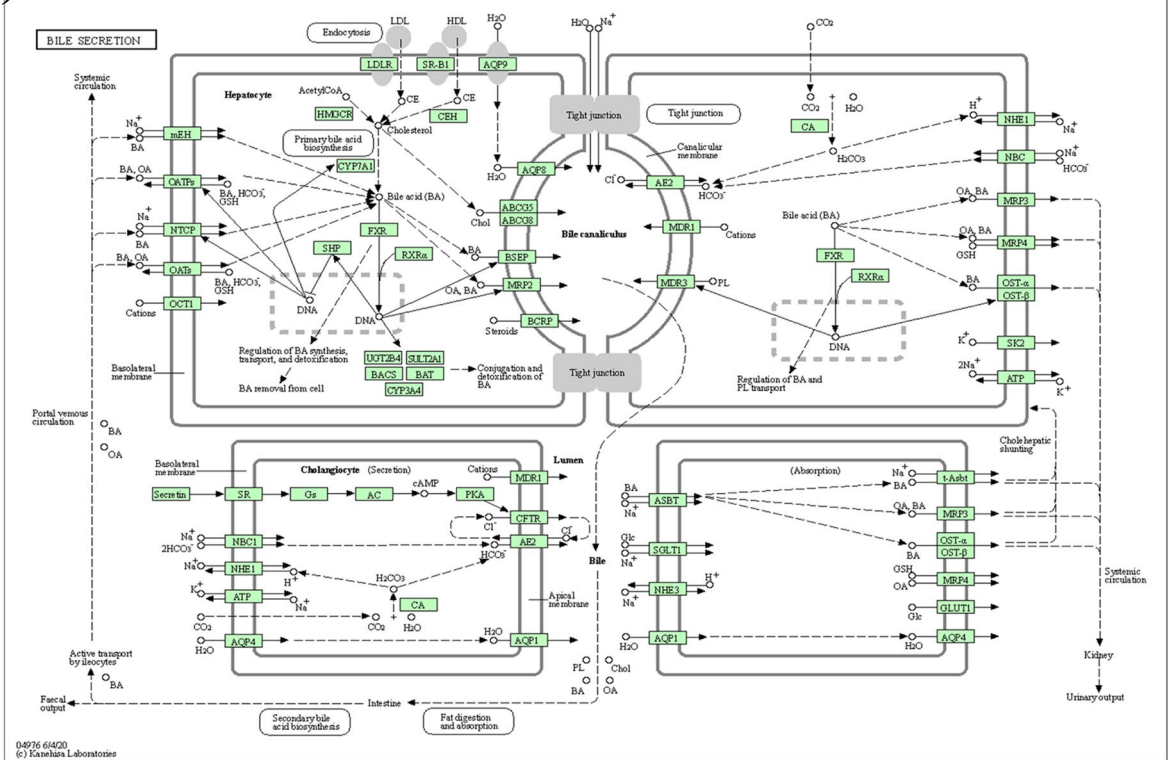 BILE SECRETION
Endocytosis
LDL
HDL
H2O
H2O
Na+
CO2
LDLR
SR-B1
AQP9
Systemic circulation
Hepatocyte
AcetylCoA
CE
CE
HMGCR
CEH
Cholesterol
Tight junction
Tight junction
CO2
H2O
CA
H2CO3
H+
NHE1
Na+
Na+
BA
mEH
Primary bile acid
biosynthesis
CYP7A1
H2O
AQP8
Canalicular
membrane
Cl-
AE2
HCO3-
NBC
Na+
HCO3-
BA, OA
OATPs
BA, HCO3-,
GSH
Bile acid (BA)
Chol
ABCG5
ABCG8
MDR1
Cations
Bile acid (BA)
OA, BA
MRP3
Na+
NTCP
BA
FXR
SHP
RXRα
BA
BSEP
Bile canaliculus
FXR
RXRα
OA, BA
GSH
MRP4
BA, OA
OATs
BA, HCO3-,
GSH
OA, BA
MRP2
MDR3
PL
BA
OST-α
OST-β
OCT1
Cations
DNA
DNA
Steroids
BCRP
DNA
K+
SK2
Regulation of BA synthesis,
transport, and detoxification
BA removal from cell
UGT2B4
SULT2A1
BACS
BAT
CYP3A4
Conjugation and
detoxification of
BA
Tight junction
Regulation of BA and
PL transport
2Na+
ATP
K+
Basolateral
membrane
Portal venous
circulation
BA
OA
Cholehepatic
shunting
Basolateral
membrane
Cholangiocyte (Secretion)
Lumen
Cations
MDR1
(Absorption)
Secretin
SR
Gs
AC
cAMP
PKA
CFTR
Cl-
Cl-
AE2
HCO3-
Na+
2HCO3-
NBC1
Na+
NHE1
H+
H2CO3
K+
ATP
Na+
CA
CO2
CO2
H2O
H2O
AQP4
H2O
AQP1
Apical
membrane
Bile
BA
Na+
ASBT
Na+
BA
t-Asbt
OA, BA
MRP3
Glc
Na+
SGLT1
BA
OST-α
OST-β
Na+
NHE3
H+
GSH
OA
MRP4
Glc
GLUT1
H2O
AQP1
H2O
AQP4
Systemic
circulation
Kidney
Urinary output
Active transport
by ileocytes
BA
PL
Chol
BA
OA
Faecal
output
Intestine
Secondary bile
acid biosynthesis
Fat digestion
and absorption
04976 6/4/20
(c) Kanehisa Laboratories